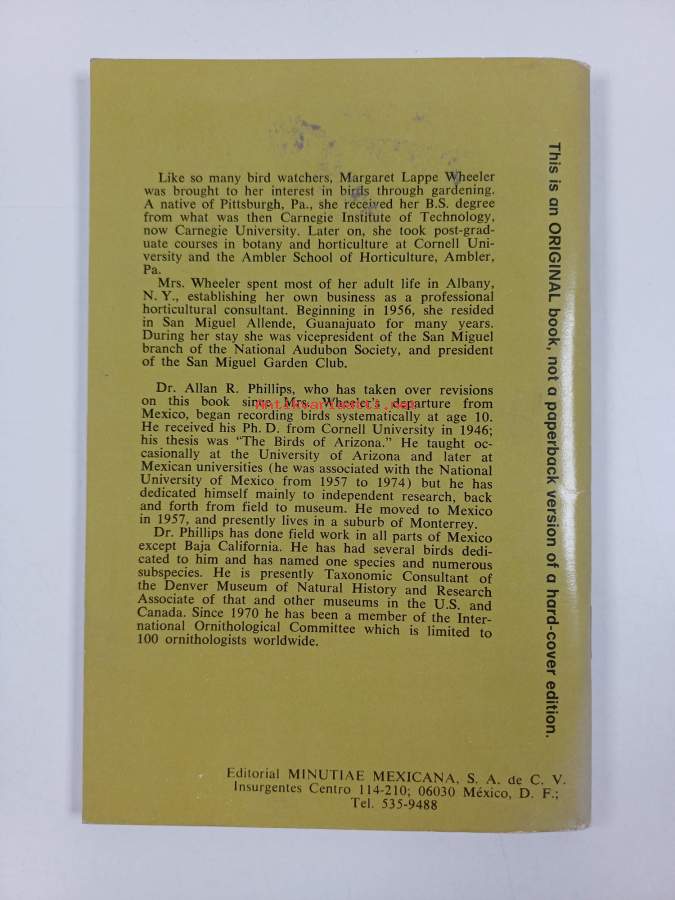 Like so many bird watchers, Margaret Lappe Wheeler
was brought to her interest in birds through gardening.
A native of Pittsburgh, Pa., she received her B.S. degree
from what was then Carnegie Institute of Technology,
now Carnegie University. Later on, she took post-grad-
uate courses in botany and horticulture at Cornell Uni-
versity and the Ambler School of Horticulture, Ambler,
Pa.
Mrs. Wheeler spent most of her adult life in Albany,
N. Y., establishing her own business as a professional
horticultural consultant. Beginning in 1956, she resided
in San Miguel Allende, Guanajuato for many years.
During her stay she was vicepresident of the San Miguel
branch of the National Audubon Society, and president
of the San Miguel Garden Club.
Dr. Allan R. Phillips, who has taken over revisions
on this book since Mrs. Wheeler's departure from
Antikvariaatti.net
Mexico, began recording birds systematically at age 10.
He received his Ph. D. from Cornell University in 1946;
his thesis was "The Birds of Arizona." He taught oc-
casionally at the University of Arizona and later at
Mexican universities (he was associated with the National
University of Mexico from 1957 to 1974) but he has
dedicated himself mainly to independent research, back
and forth from field to museum. He moved to Mexico
in 1957, and presently lives in a suburb of Monterrey.
Dr. Phillips has done field work in all parts of Mexico
except Baja California. He has had several birds dedi-
cated to him and has named one species and numerous
subspecies. He is presently Taxonomic Consultant of
the Denver Museum of Natural History and Research
Associate of that and other museums in the U.S. and
Canada. Since 1970 he has been a member of the Inter-
national Ornithological Committee which is limited to
100 ornithologists worldwide.
This is an ORIGINAL book, not a paperback version of a hard-cover edition.
Editorial MINUTIAE MEXICANA, S. A. de C. V.
Insurgentes Centro 114-210; 06030 México, D. F.;
Tel. 535-9488